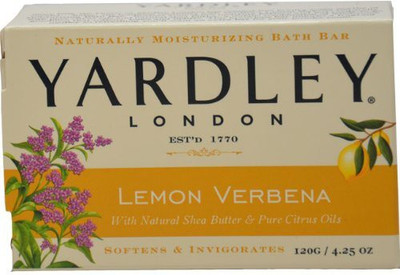 NATURALLY MOISTURIZING BATH BAR
YARDLEY®
LONDON
EST'D 1770
LEMON VERBENA
With Natural Shea Butter & Pure Citrus Oils
SOFTENS & INVIGORATES 120G / 4.25 OZ